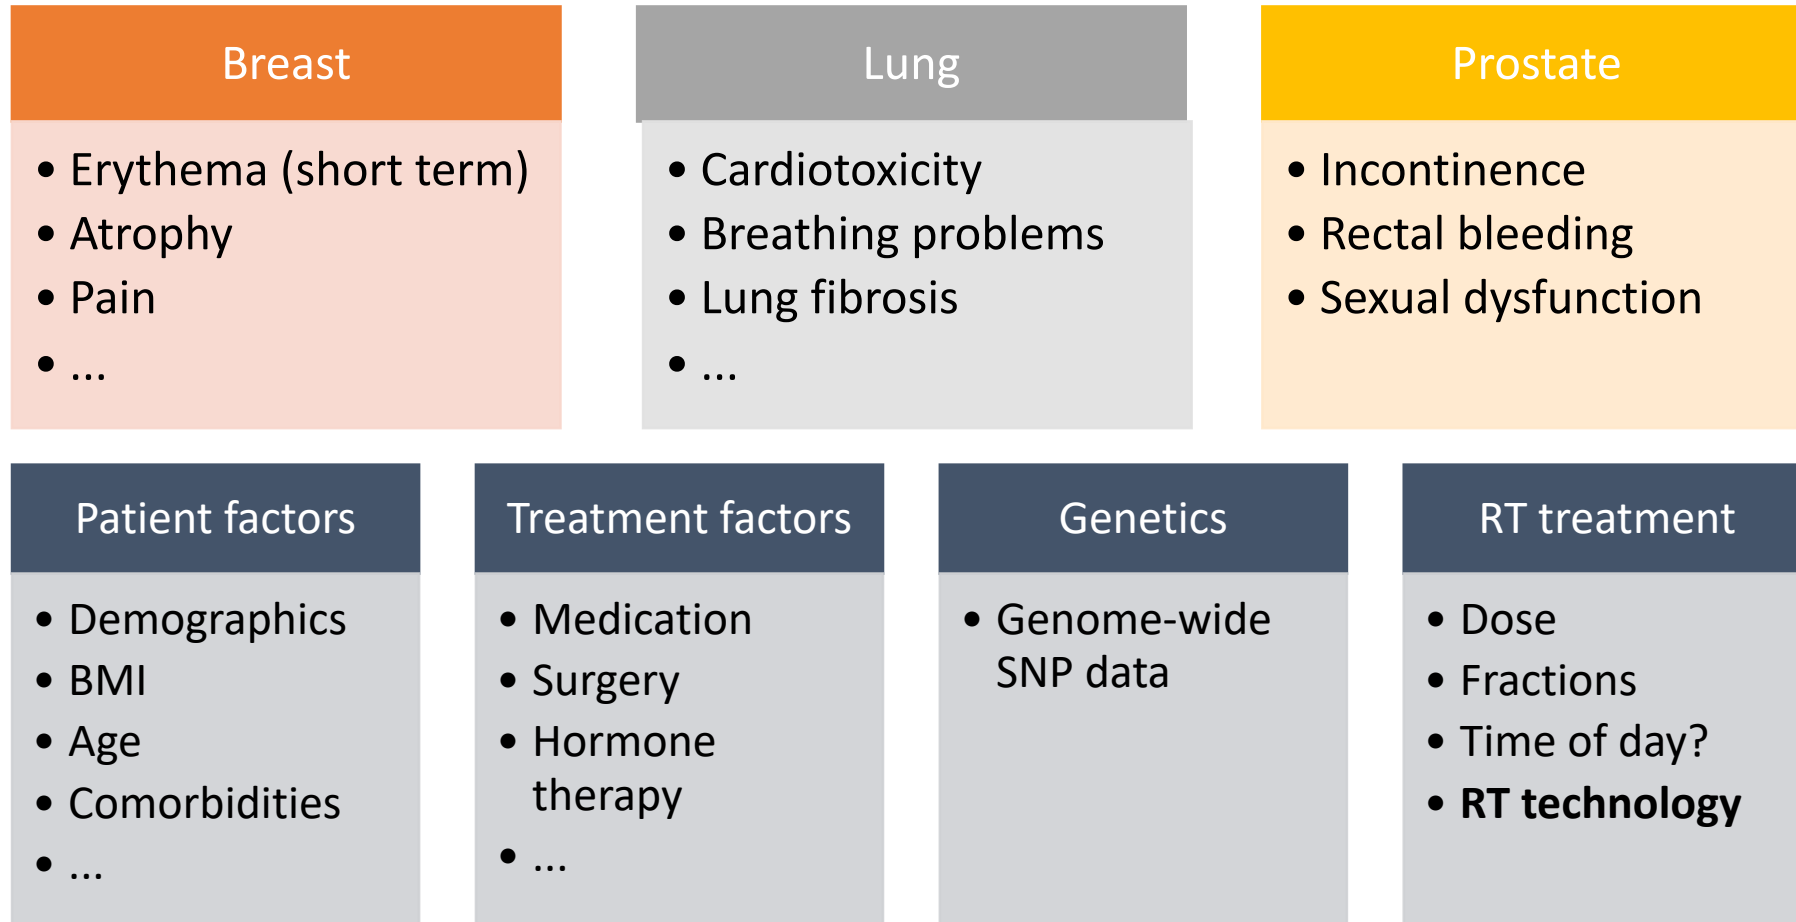 Breast
• Erythema (short term)
• Atrophy
• Pain
• ...
Lung
• Cardiotoxicity
• Breathing problems
• Lung fibrosis
• ...
Prostate
• Incontinence
• Rectal bleeding
• Sexual dysfunction
Patient factors
• Demographics
• BMI
• Age
• Comorbidities
• ...
Treatment factors
• Medication
• Surgery
• Hormone
therapy
• ...
Genetics
• Genome-wide
SNP data
RT treatment
• Dose
• Fractions
• Time of day?
• RT technology